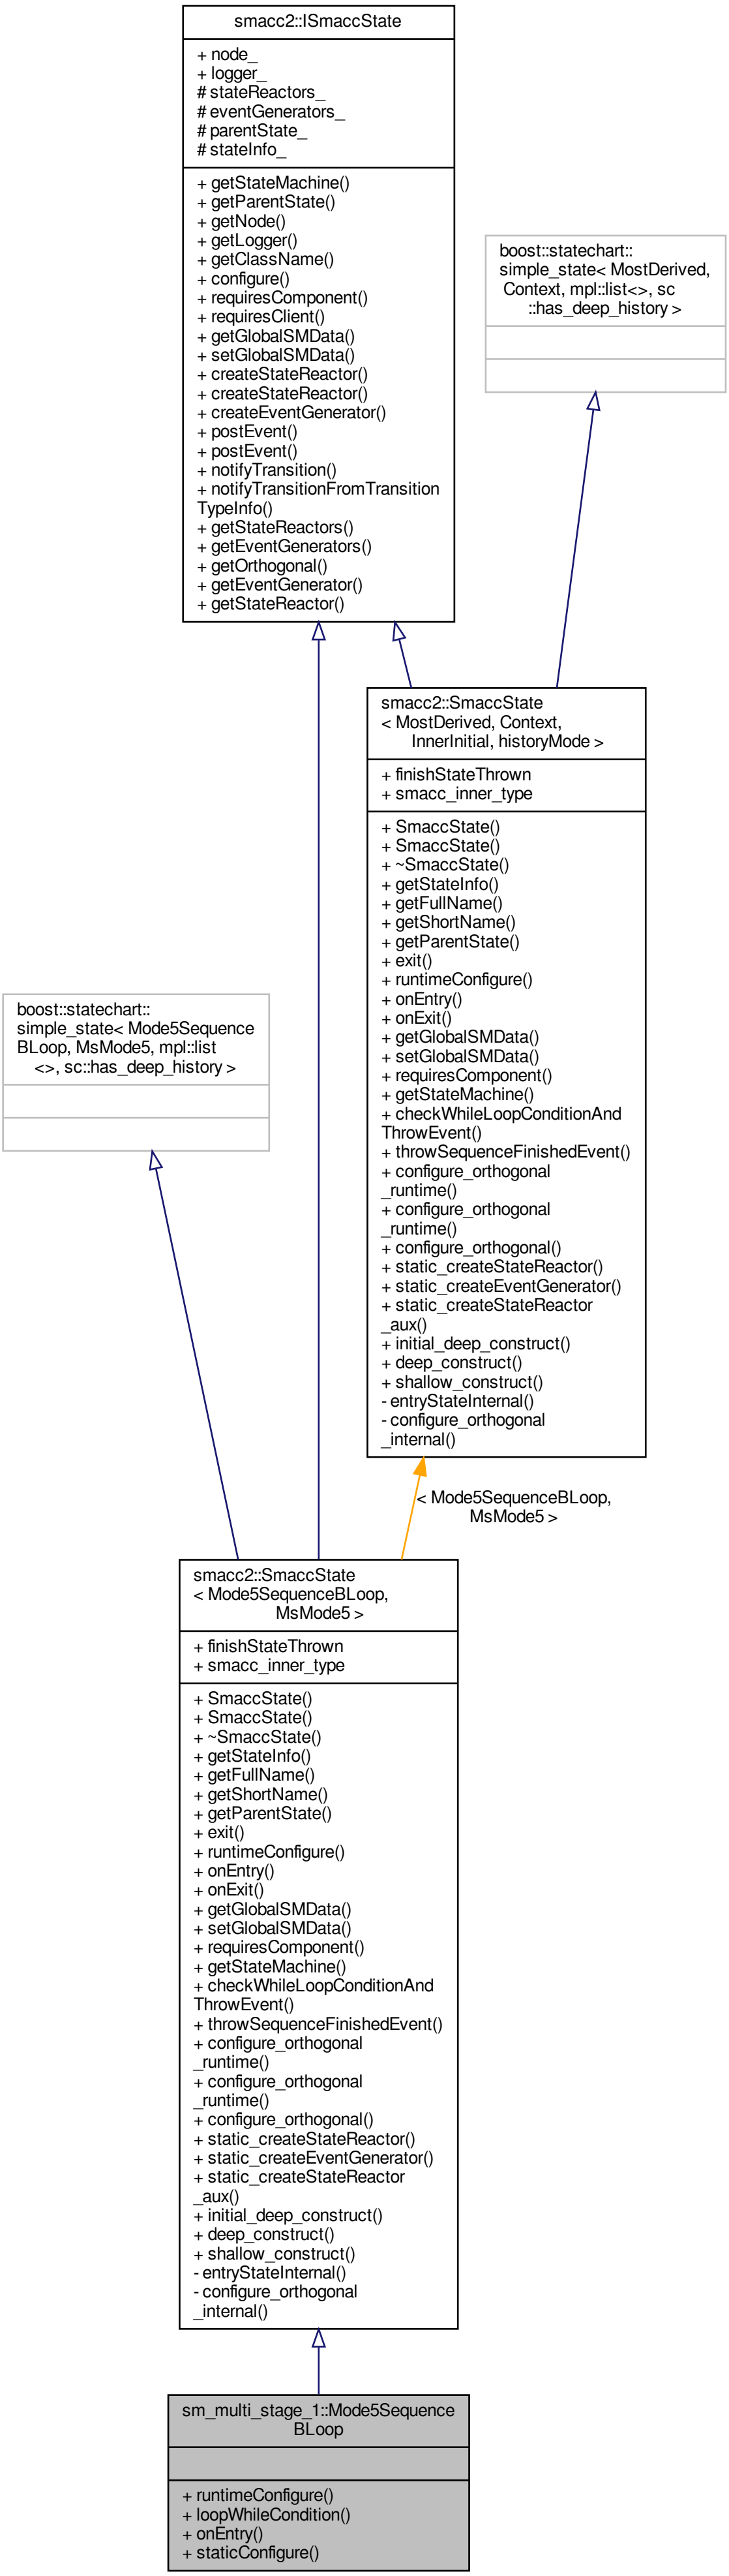 smacc2::ISmaccState
+ node_
+ logger_
# stateReactors_
# eventGenerators_
# parentState_
# stateInfo_
+ getStateMachine()
+ getParentState()
+ getNode()
+ getLogger()
+ getClassName()
+ configure()
+ requiresComponent()
+ requiresClient()
+ getGlobalSMData()
+ setGlobalSMData()
+ createStateReactor()
+ createStateReactor()
+ createEventGenerator()
+ postEvent()
+ postEvent()
+ notifyTransition()
+ notifyTransitionFromTransition
TypeInfo()
+ getStateReactors()
+ getEventGenerators()
+ getOrthogonal()
+ getEventGenerator()
+ getStateReactor()
boost::statechart::
simple_state< MostDerived,
Context, mpl::list<>, sc
::has_deep_history >
smacc2::SmaccState
< MostDerived, Context,
InnerInitial, historyMode >
+ finishStateThrown
+ smacc_inner_type
+ SmaccState()
+ SmaccState()
+ ~SmaccState()
+ getStateInfo()
+ getFullName()
+ getShortName()
+ getParentState()
+ exit()
+ runtimeConfigure()
+ onEntry()
+ onExit()
+ getGlobalSMData()
+ setGlobalSMData()
+ requiresComponent()
+ getStateMachine()
+ checkWhileLoopConditionAnd
ThrowEvent()
+ throwSequenceFinishedEvent()
+ configure_orthogonal
_runtime()
+ configure_orthogonal
_runtime()
+ configure_orthogonal()
+ static_createStateReactor()
+ static_createEventGenerator()
+ static_createStateReactor
_aux()
+ initial_deep_construct()
+ deep_construct()
+ shallow_construct()
- entryStateInternal()
- configure_orthogonal
_internal()
boost::statechart::
simple_state< Mode5Sequence
BLoop, MsMode5, mpl::list
<>, sc::has_deep_history >
< Mode5SequenceBLoop,
MsMode5 >
smacc2::SmaccState
< Mode5SequenceBLoop,
MsMode5 >
+ finishStateThrown
+ smacc_inner_type
+ SmaccState()
+ SmaccState()
+ ~SmaccState()
+ getStateInfo()
+ getFullName()
+ getShortName()
+ getParentState()
+ exit()
+ runtimeConfigure()
+ onEntry()
+ onExit()
+ getGlobalSMData()
+ setGlobalSMData()
+ requiresComponent()
+ getStateMachine()
+ checkWhileLoopConditionAnd
ThrowEvent()
+ throwSequenceFinishedEvent()
+ configure_orthogonal
_runtime()
+ configure_orthogonal
_runtime()
+ configure_orthogonal()
+ static_createStateReactor()
+ static_createEventGenerator()
+ static_createStateReactor
_aux()
+ initial_deep_construct()
+ deep_construct()
+ shallow_construct()
- entryStateInternal()
- configure_orthogonal
_internal()
sm_multi_stage_1::Mode5Sequence
BLoop
+ runtimeConfigure()
+ loopWhileCondition()
+ onEntry()
+ staticConfigure()